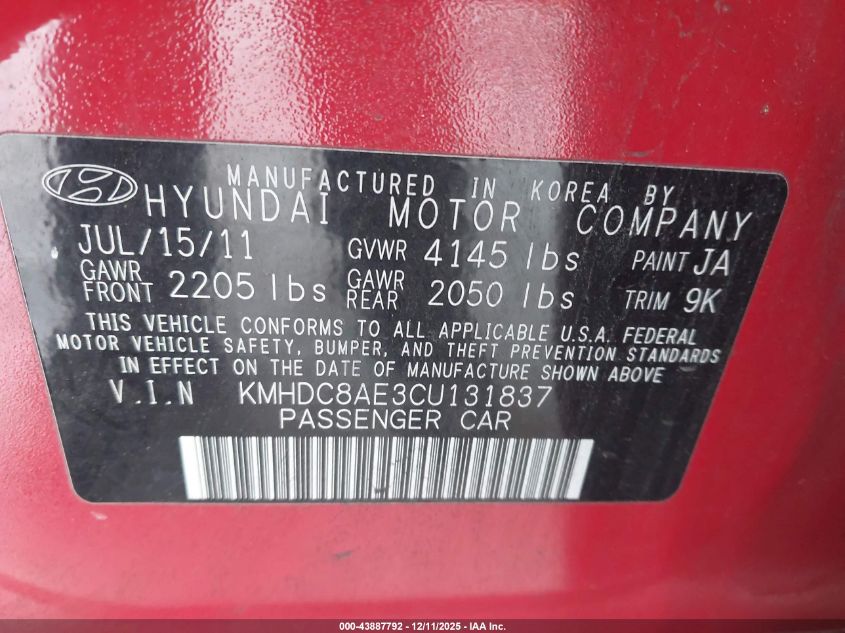 MANUFACTURED IN KOREA BY
HYUNDAI MOTOR COMPANY
JUL/15/11 GVWR 4145 lbs PAINT JA
GAWR FRONT 2205 lbs GAWR REAR 2050 lbs TRIM 9K
THIS VEHICLE CONFORMS TO ALL APPLICABLE U.S.A. FEDERAL
MOTOR VEHICLE SAFETY, BUMPER, AND THEFT PREVENTION STANDARDS
IN EFFECT ON THE DATE OF MANUFACTURE SHOWN ABOVE
V.I.N KMHDC8AE3CU131837
PASSENGER CAR
000-43887792 - 12/11/2025 - IAA Inc.